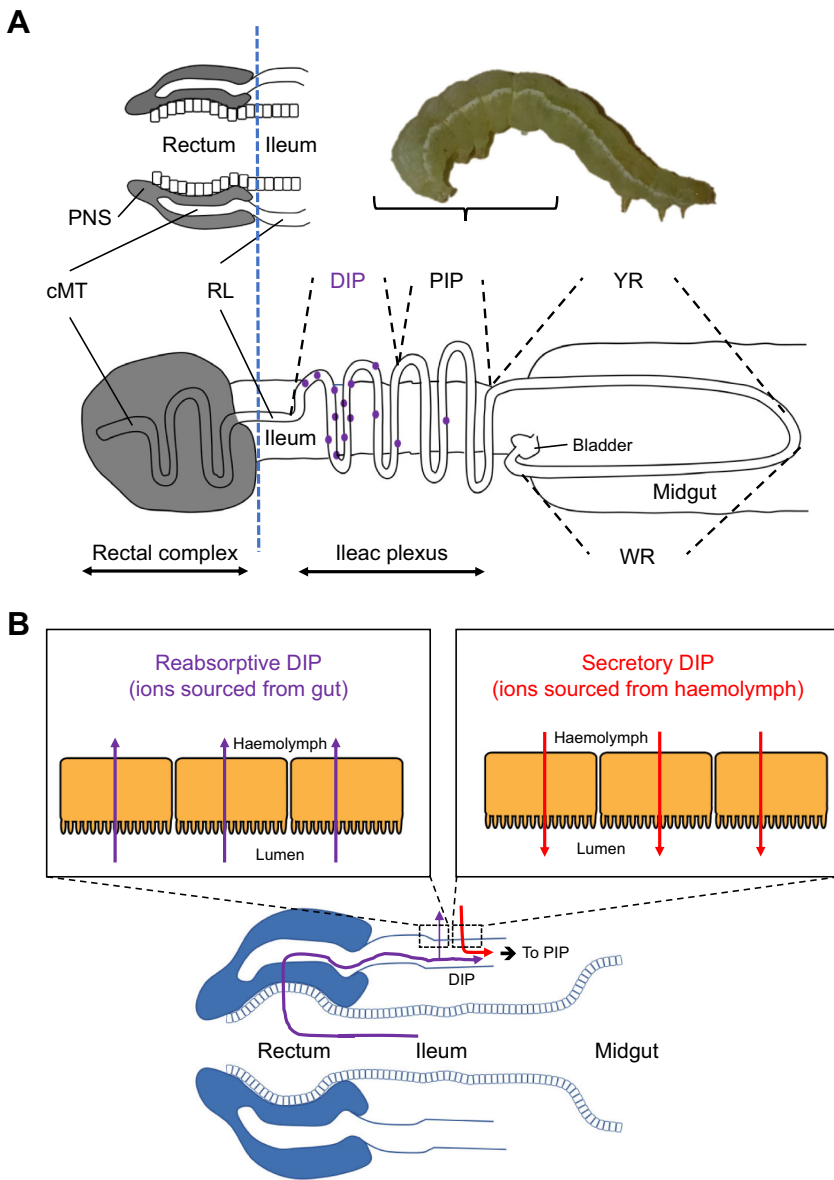 A
Rectum
Ileum
PNS
cMT
RL
DIP
PIP
YR
Ileum
Bladder
Midgut
WR
Rectal complex
Ileac plexus
B
Reabsorptive DIP
(ions sourced from gut)
Haemolymph
Lumen
Secretory DIP
(ions sourced from haemolymph)
Haemolymph
Lumen
➔ To PIP
DIP
Rectum
Ileum
Midgut